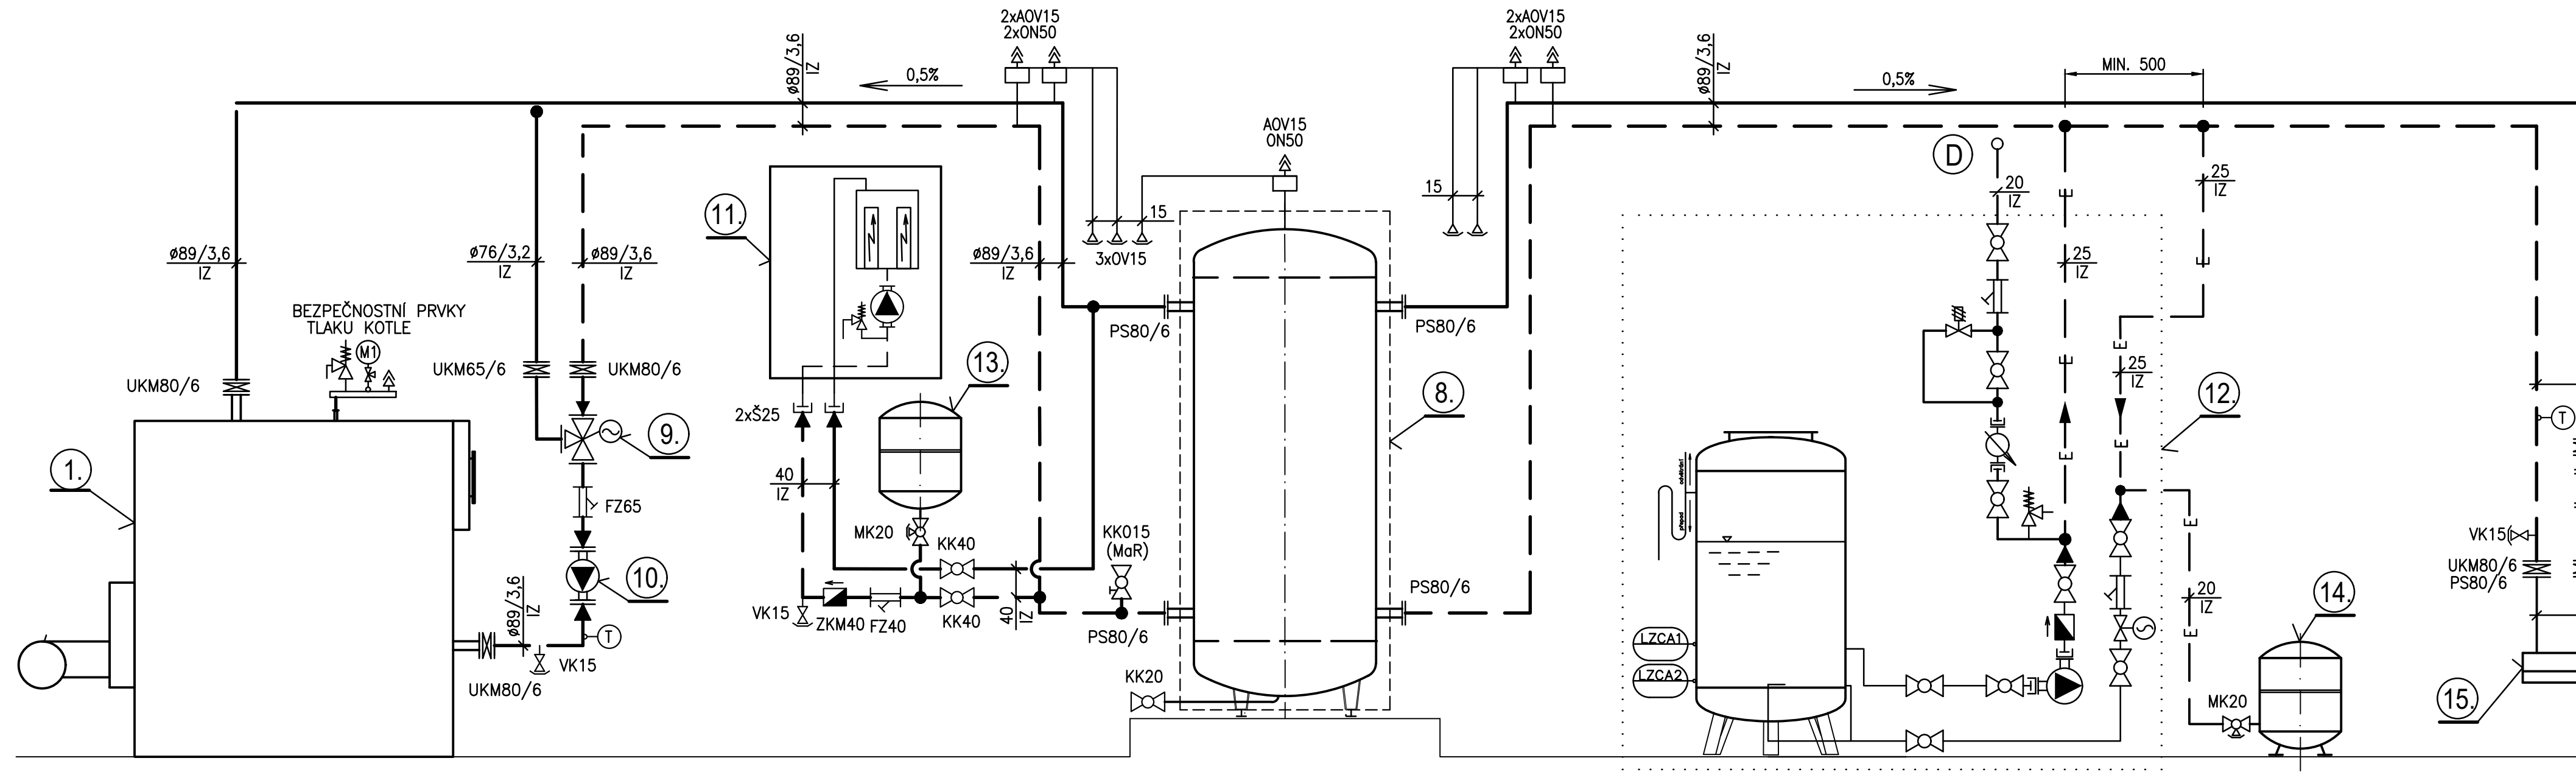 2xAOV15
2xON50
2xAOV15
2xON50
ø89/3,6
IZ
0,5%
ø89/3,6
IZ
0,5%
MIN. 500
AOV15
ON50
D
20
IZ
25
IZ
11.
15
15
3xOV15
ø89/3,6
IZ
ø76/3,2
IZ
ø89/3,6
IZ
ø89/3,6
IZ
25
IZ
BEZPEČNOSTNÍ PRVKY
TLAKU KOTLE
M1
PS80/6
PS80/6
UKM80/6
UKM65/6
UKM80/6
13.
8.
25
IZ
12.
2xŠ25
9.
T
1.
40
IZ
FZ65
odvětrání
přepad
MK20
KK40
KK015
(MaR)
VK15
10.
UKM80/6
PS80/6
ø89/3,6
IZ
VK15
ZKM40
FZ40
KK40
40
IZ
PS80/6
PS80/6
20
IZ
14.
T
VK15
UKM80/6
LZCA1
LZCA2
KK20
MK20
15.